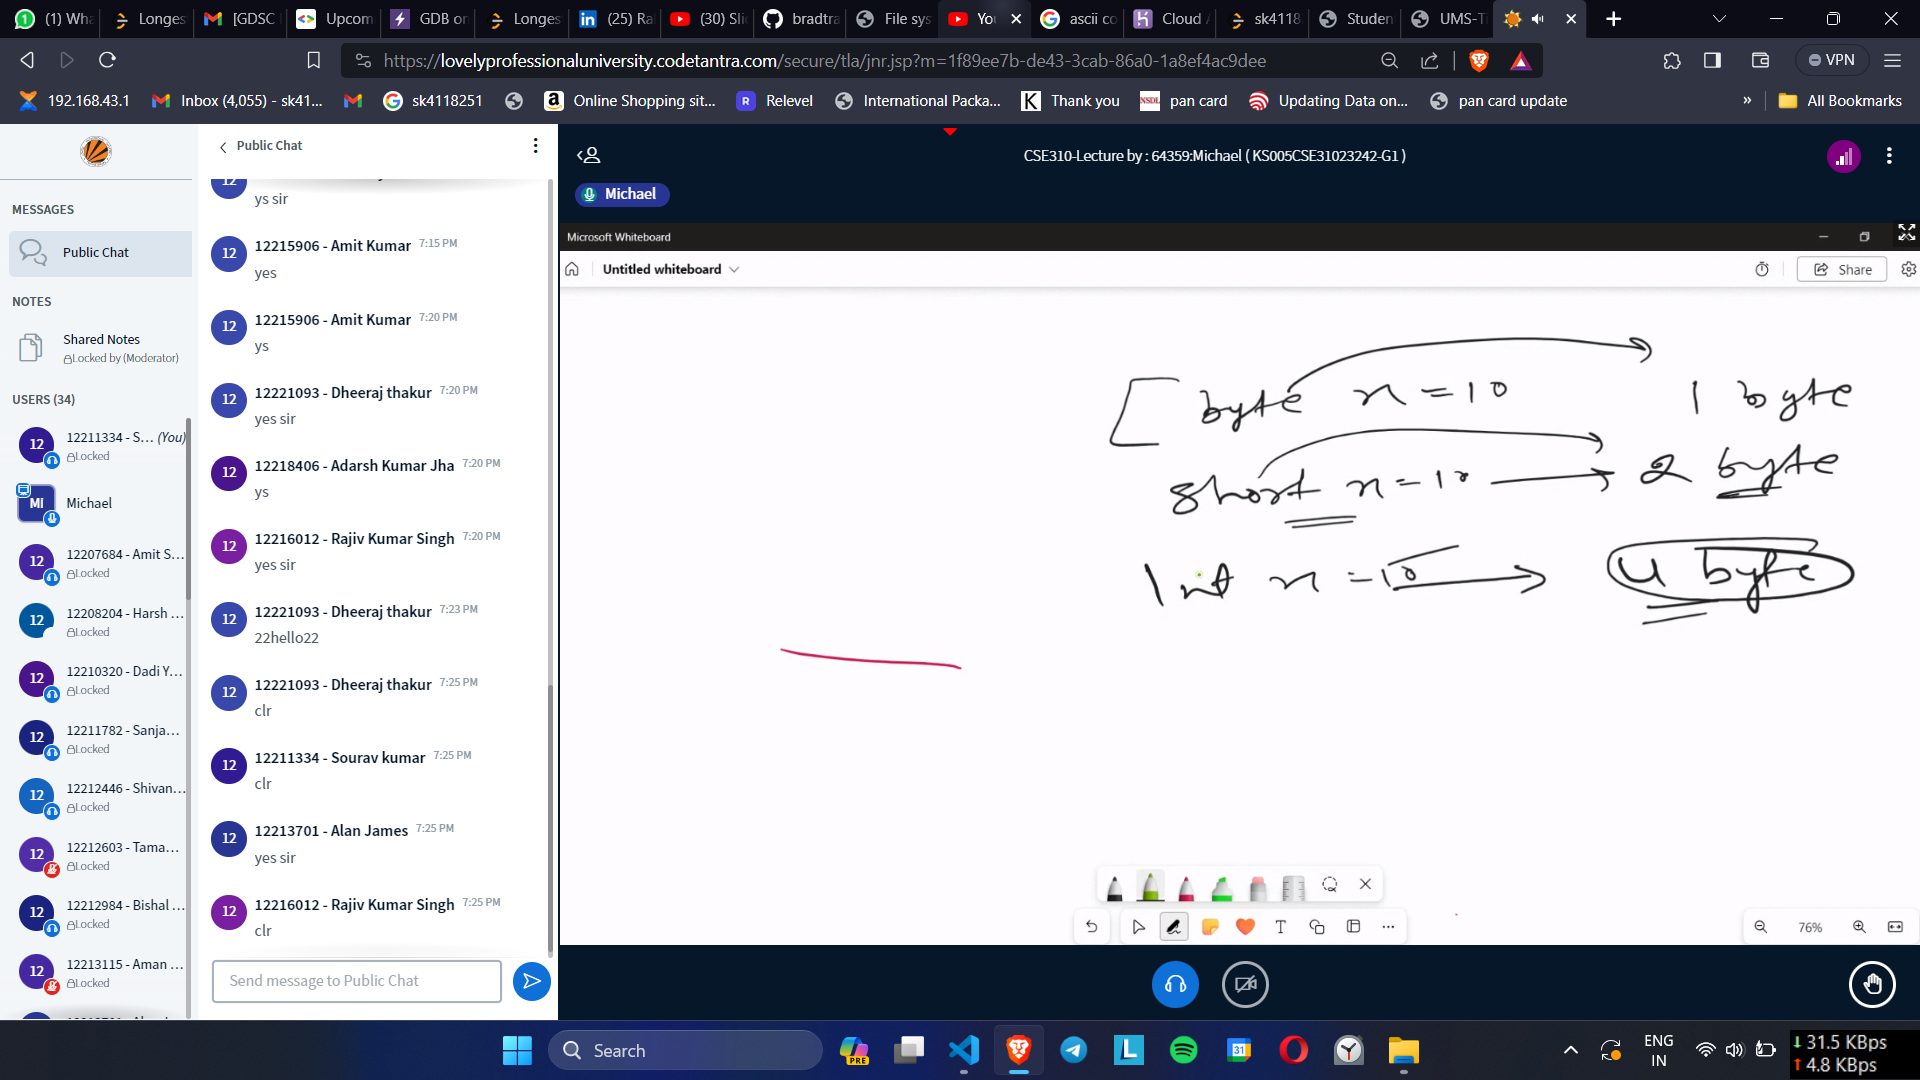 (1) Wha
Longes
[GDSC
Upcom
GDB on
Longes
(25) Ra
(30) Sli
bradtra
File sys
You
ascii co
Cloud A
sk4118
Studen
UMS-Ti
https://lovelyprofessionaluniversity.codetantra.com/secure/tla/jnr.jsp?m=1f89ee7b-de43-3cab-86a0-1a8ef4ac9dee
VPN
192.168.43.1
Inbox (4,055) - sk41...
sk4118251
Online Shopping sit...
Relevel
International Packa...
Thank you
NSDL
pan card
Updating Data on...
pan card update
»
All Bookmarks
MESSAGES
Public Chat
NOTES
Shared Notes
Locked by (Moderator)
USERS (34)
12
12211334 - S... (You)
Locked
MI
Michael
12
12207684 - Amit S...
Locked
12
12208204 - Harsh ...
Locked
12
12210320 - Dadi Y...
Locked
12
12211782 - Sanja...
Locked
12
12212446 - Shivan...
Locked
12
12212603 - Tama...
Locked
12
12212984 - Bishal ...
Locked
12
12213115 - Aman ...
Locked
Public Chat
12
ys sir
12
12215906 - Amit Kumar 7:15 PM
yes
12
12215906 - Amit Kumar 7:20 PM
ys
12
12221093 - Dheeraj thakur 7:20 PM
yes sir
12
12218406 - Adarsh Kumar Jha 7:20 PM
ys
12
12216012 - Rajiv Kumar Singh 7:20 PM
yes sir
12
12221093 - Dheeraj thakur 7:23 PM
22hello22
12
12221093 - Dheeraj thakur 7:25 PM
clr
12
12211334 - Sourav kumar 7:25 PM
clr
12
12213701 - Alan James 7:25 PM
yes sir
12
12216012 - Rajiv Kumar Singh 7:25 PM
clr
Send message to Public Chat
CSE310-Lecture by : 64359:Michael ( KS005CSE31023242-G1 )
Michael
Microsoft Whiteboard
Untitled whiteboard
Share
byte n = 10 1 byte
short n = 10 2 byte
Int n = 10 4 byte
76%
Search
PRE
L
31
ENG
IN
31.5 KBps
4.8 KBps